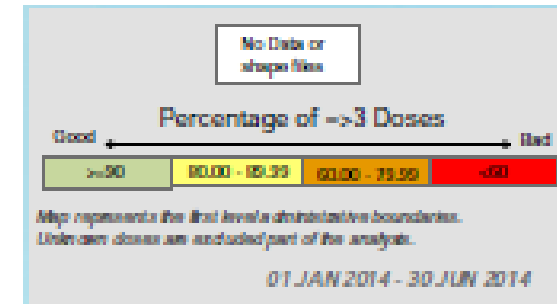 No Data or
shape files
Percentage of =>3 Doses
Good
Bad
>=90
80.00 - 89.99
60.00 - 79.99
<60
Map represents the first levels administrative boundaries.
Unknown doses are excluded part of the analysis.
01 JAN 2014 - 30 JUN 2014